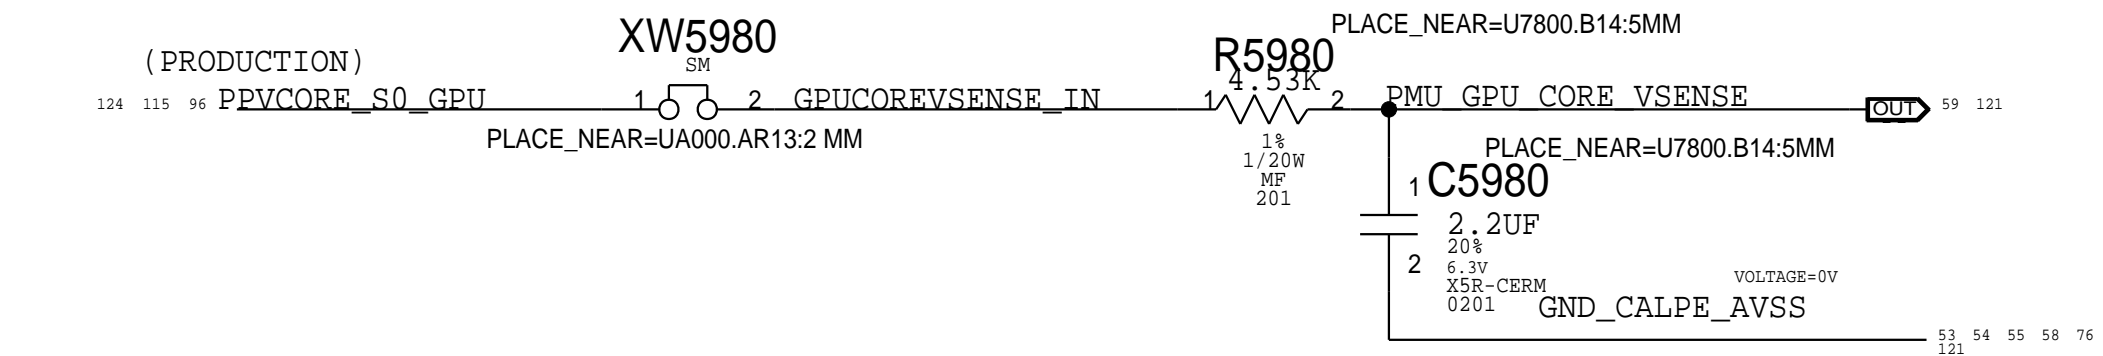 PLACE_NEAR=U7800.B14:5MM
XW5980
SM
R5980
4.53K
(PRODUCTION)
124 115 96 PPVCORE_S0_GPU 1 2 GPUCOREVSENSE_IN 1 2 PMU_GPU_CORE_VSENSE OUT 59 121
PLACE_NEAR=UA000.AR13:2 MM
1%
1/20W
MF
201
PLACE_NEAR=U7800.B14:5MM
1 C5980
2.2UF
20%
2 6.3V
X5R-CERM
0201
VOLTAGE=0V
GND_CALPE_AVSS
53 54 55 58 76
121